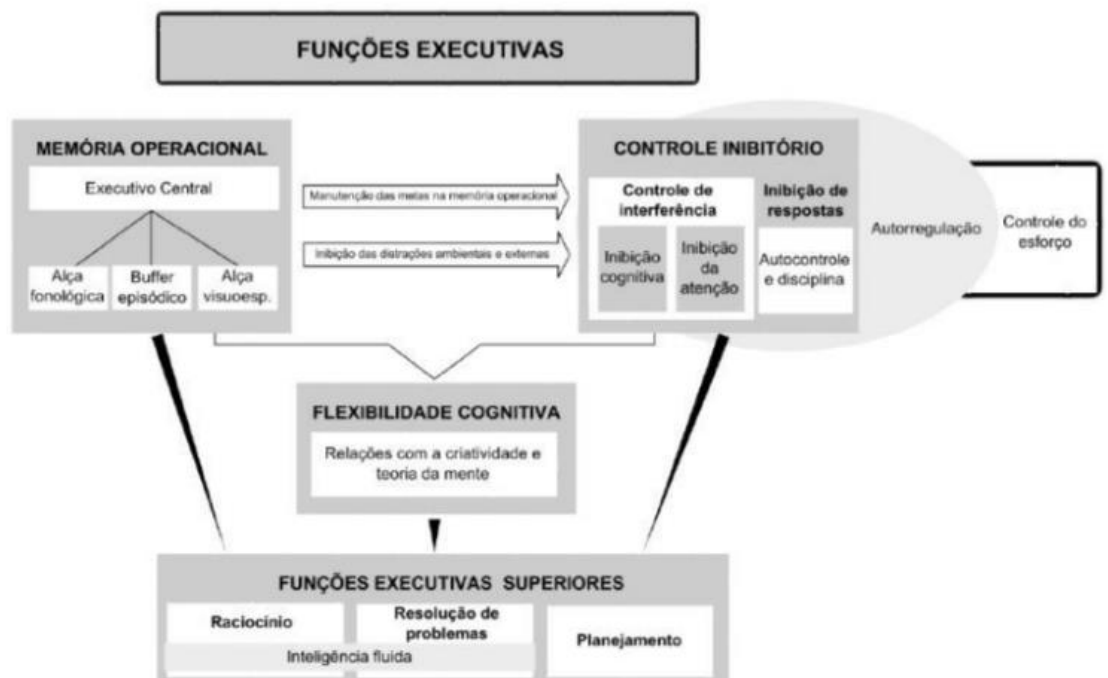 FUNÇÕES EXECUTIVAS
MEMÓRIA OPERACIONAL
Executivo Central
Alça
fonológica
Buffer
episódico
Alça
visuoesp.
Manutenção das metas na memória operacional
Inibição das distrações ambientais e externas
CONTROLE INIBITÓRIO
Controle de
interferência
Inibição
cognitiva
Inibição
da
atenção
Inibição de
respostas
Autocontrole
e disciplina
Autorregulação
Controle do
esforço
FLEXIBILIDADE COGNITIVA
Relações com a criatividade e
teoria da mente
FUNÇÕES EXECUTIVAS SUPERIORES
Raciocínio
Resolução de
problemas
Inteligência fluida
Planejamento